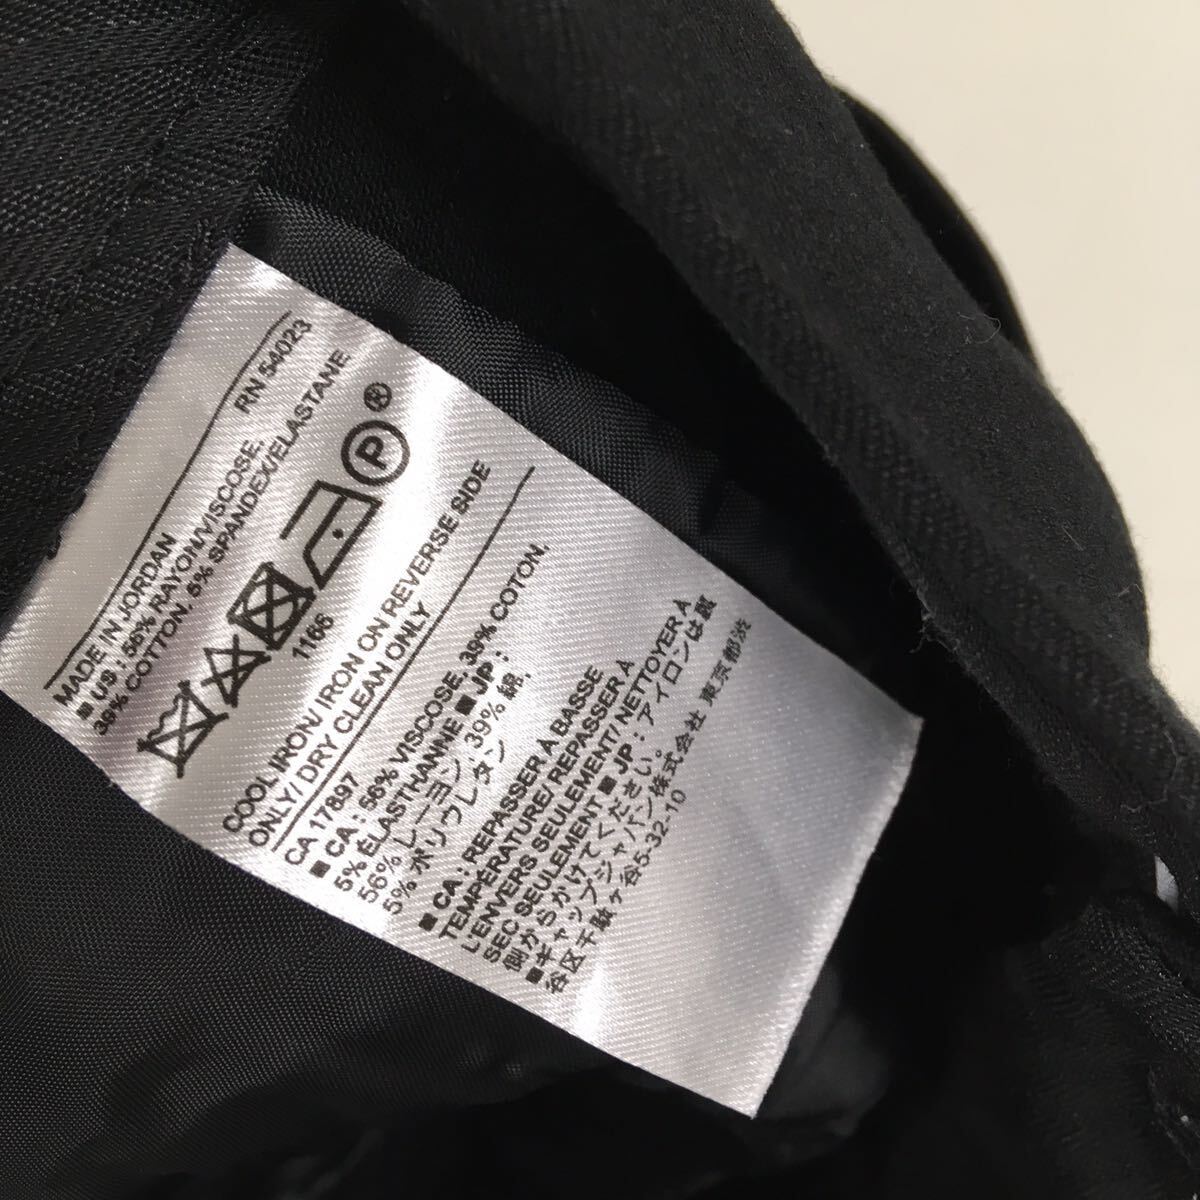 MADE IN JORDAN RN 54023
■ US : 56% RAYON/VISCOSE,
39% COTTON, 5% SPANDEX/ELASTANE
P ®
1166
COOL IRON/ IRON ON REVERSE SIDE
ONLY/ DRY CLEAN ONLY
CA 17897
■ CA : 56% VISCOSE, 39% COTON,
5% ÉLASTHANNE ■ JP :
56% レーヨン, 39% 綿,
5% ポリウレタン
■ CA : REPASSER À BASSE
TEMPÉRATURE/ REPASSER À
L'ENVERS SEULEMENT/ NETTOYER À
SEC SEULEMENT ■ JP : アイロンは裏
側からかけてください。
■ギャップジャパン株式会社 東京都渋
谷区千駄ヶ谷5-32-10